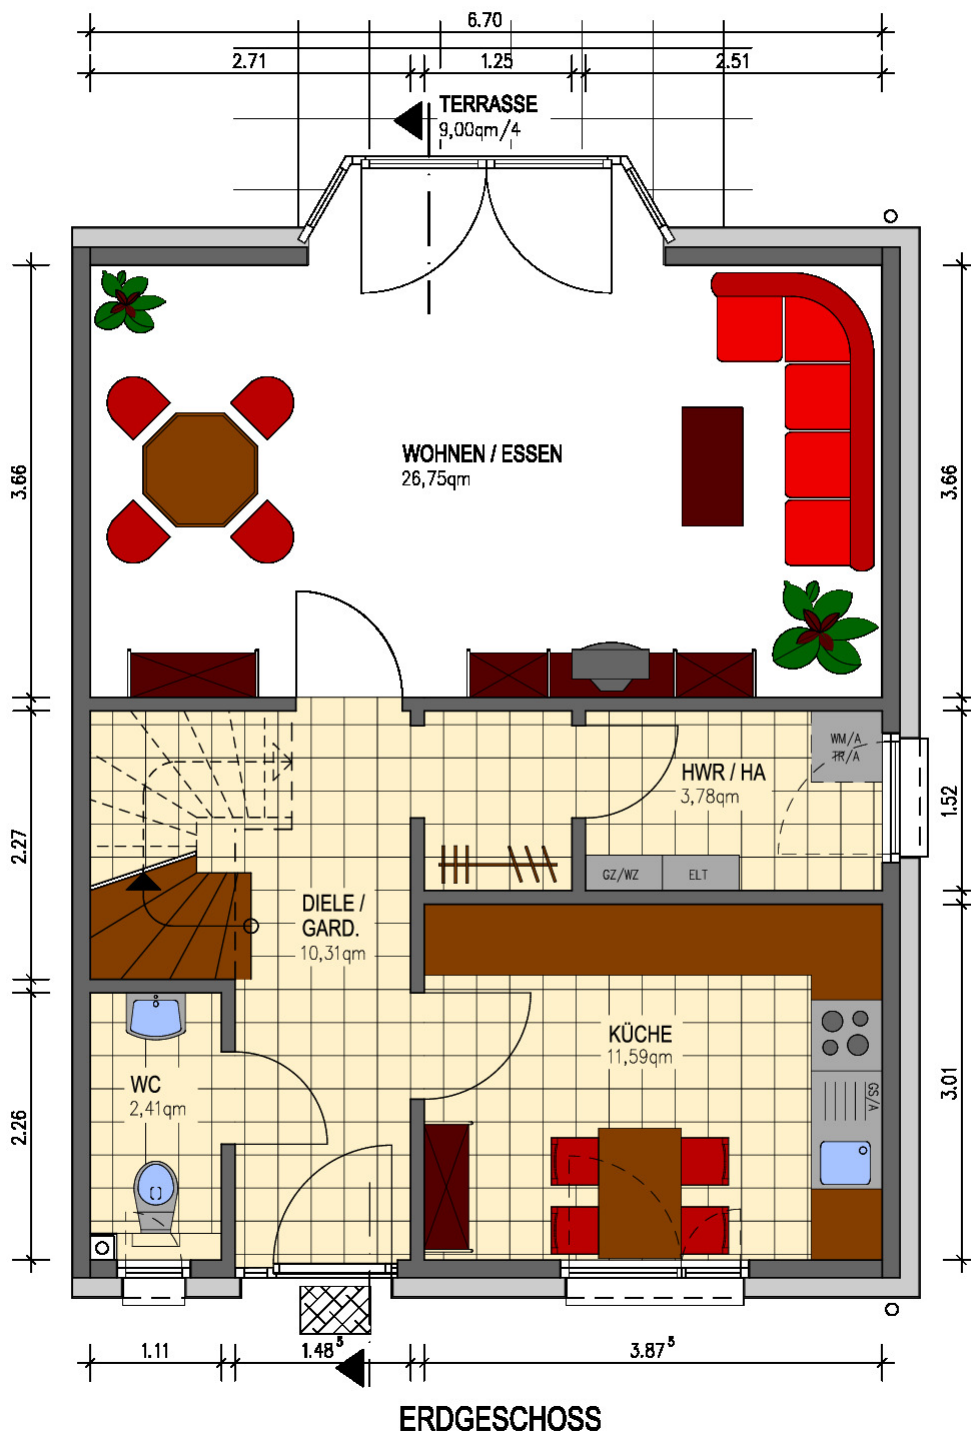 6.70
2.71
1.25
2.51
TERRASSE
9,00qm/4
3.66
WOHNEN / ESSEN
26,75qm
3.66
WM/A
TR/A
HWR / HA
3,78qm
1.52
2.27
GZ/WZ
ELT
DIELE /
GARD.
10,31qm
KÜCHE
11,59qm
GS/A
3.01
WC
2,41qm
2.26
1.11
1.48⁵
3.87⁵
ERDGESCHOSS